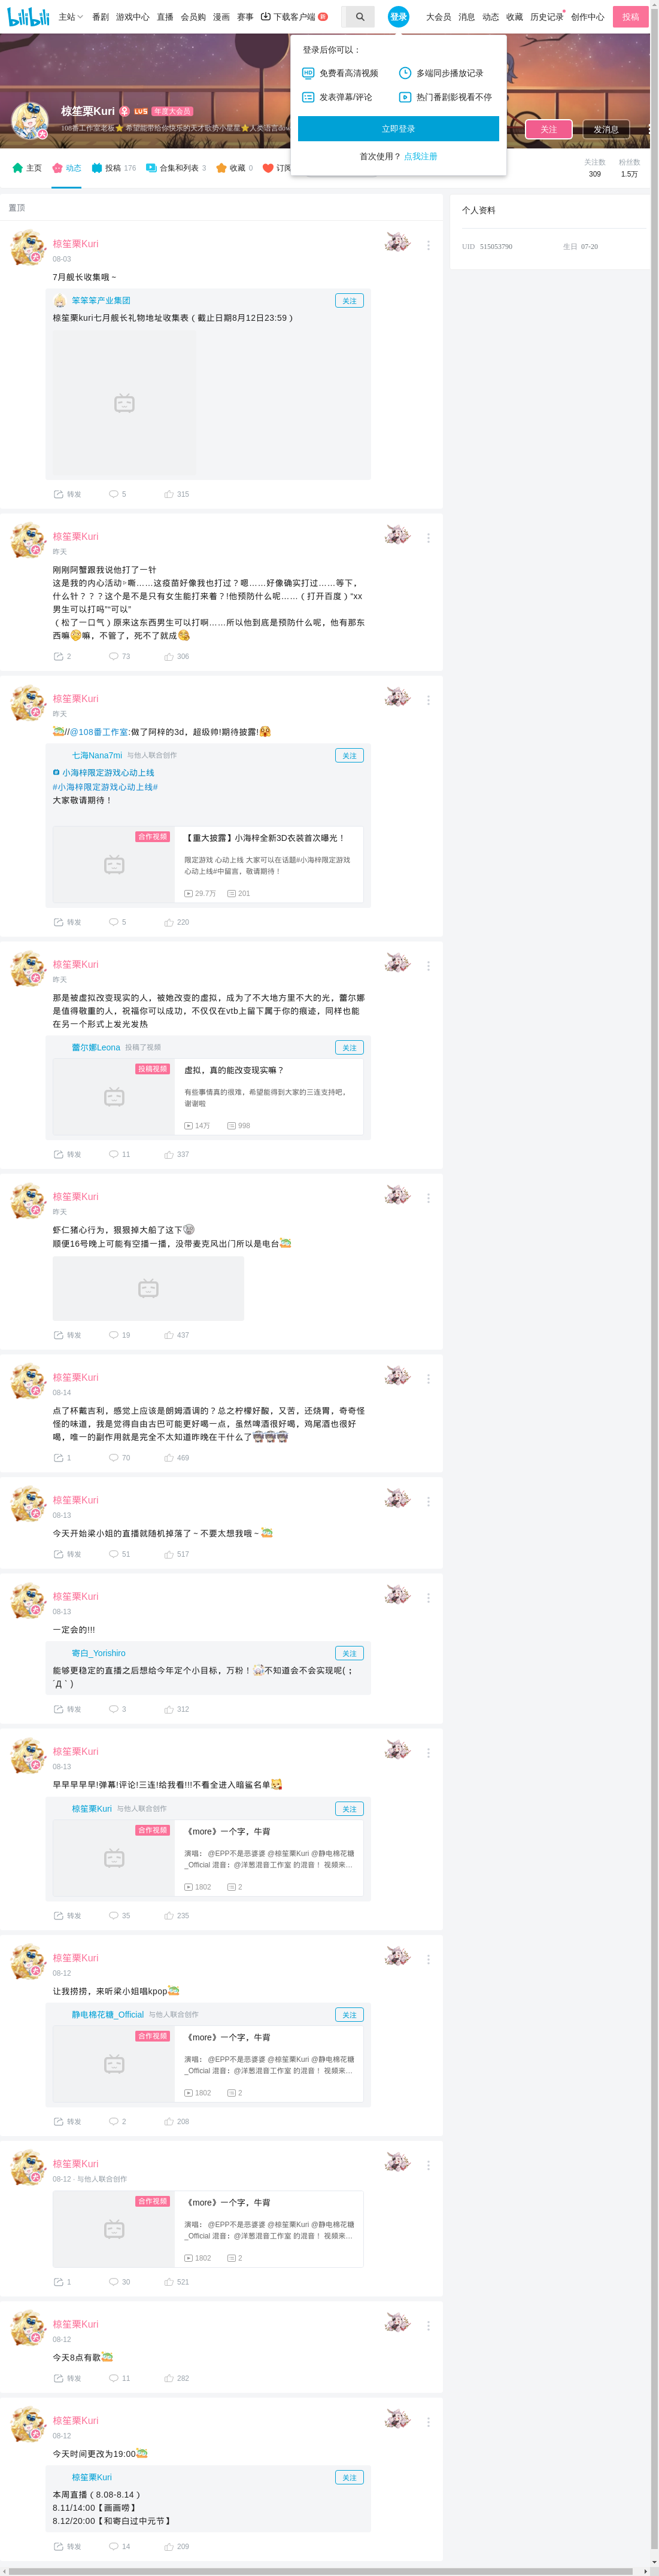 bilibili 主站 番剧 游戏中心 直播 会员购 漫画 赛事 下载客户端 新 登录 大会员 消息 动态 收藏 历史记录 创作中心 投稿
登录后你可以：
免费看高清视频 多端同步播放记录
发表弹幕/评论 热门番剧影视看不停
立即登录
首次使用？ 点我注册
椋笙栗Kuri LV5 年度大会员
108番工作室老板⭐ 希望能带给你快乐的天才歌势小星星⭐人类语言
关注 发消息
主页 动态 投稿 176 合集和列表 3 收藏 0 订阅
关注数 粉丝数
309 1.5万
个人资料
UID 515053790 生日 07-20
置顶
椋笙栗Kuri
08-03
7月舰长收集哦～
笨笨笨产业集团 关注
椋笙栗kuri七月舰长礼物地址收集表（截止日期8月12日23:59）
转发 5 315
椋笙栗Kuri
昨天
刚刚阿蟹跟我说他打了一针
这是我的内心活动▹嘶……这疫苗好像我也打过？嗯……好像确实打过……等下，
什么针？？？这个是不是只有女生能打来着？!他预防什么呢……（打开百度）“xx
男生可以打吗”“可以”
（松了一口气）原来这东西男生可以打啊……所以他到底是预防什么呢，他有那东
西嘛嘛，不管了，死不了就成
2 73 306
椋笙栗Kuri
昨天
//@108番工作室:做了阿梓的3d，超级帅!期待披露!
七海Nana7mi 与他人联合创作 关注
小海梓限定游戏心动上线
#小海梓限定游戏心动上线#
大家敬请期待！
合作视频
【重大披露】小海梓全新3D衣装首次曝光！
限定游戏 心动上线 大家可以在话题#小海梓限定游戏
心动上线#中留言，敬请期待！
29.7万 201
转发 5 220
椋笙栗Kuri
昨天
那是被虚拟改变现实的人，被她改变的虚拟，成为了不大地方里不大的光，蕾尔娜
是值得敬重的人，祝福你可以成功，不仅仅在vtb上留下属于你的痕迹，同样也能
在另一个形式上发光发热
蕾尔娜Leona 投稿了视频 关注
投稿视频
虚拟，真的能改变现实嘛？
有些事情真的很难，希望能得到大家的三连支持吧，
谢谢啦
14万 998
转发 11 337
椋笙栗Kuri
昨天
虾仁猪心行为，狠狠掉大船了这下
顺便16号晚上可能有空播一播，没带麦克风出门所以是电台
转发 19 437
椋笙栗Kuri
08-14
点了杯戴吉利，感觉上应该是朗姆酒调的？总之柠檬好酸，又苦，还烧胃，奇奇怪
怪的味道，我是觉得自由古巴可能更好喝一点，虽然啤酒很好喝，鸡尾酒也很好
喝，唯一的副作用就是完全不太知道昨晚在干什么了
1 70 469
椋笙栗Kuri
08-13
今天开始梁小姐的直播就随机掉落了～不要太想我哦～
转发 51 517
椋笙栗Kuri
08-13
一定会的!!!
寄白_Yorishiro 关注
能够更稳定的直播之后想给今年定个小目标，万粉！不知道会不会实现呢(；
´Д｀)
转发 3 312
椋笙栗Kuri
08-13
早早早早早!弹幕!评论!三连!给我看!!!不看全进入暗鲨名单
椋笙栗Kuri 与他人联合创作 关注
合作视频
《more》一个字，牛背
演唱： @EPP不是恶婆婆 @椋笙栗Kuri @静电棉花糖
_Official 混音：@洋葱混音工作室 的混音！ 视频来…
1802 2
转发 35 235
椋笙栗Kuri
08-12
让我捞捞，来听梁小姐唱kpop
静电棉花糖_Official 与他人联合创作 关注
合作视频
《more》一个字，牛背
演唱： @EPP不是恶婆婆 @椋笙栗Kuri @静电棉花糖
_Official 混音：@洋葱混音工作室 的混音！ 视频来…
1802 2
转发 2 208
椋笙栗Kuri
08-12 · 与他人联合创作
合作视频
《more》一个字，牛背
演唱： @EPP不是恶婆婆 @椋笙栗Kuri @静电棉花糖
_Official 混音：@洋葱混音工作室 的混音！ 视频来…
1802 2
1 30 521
椋笙栗Kuri
08-12
今天8点有歌
转发 11 282
椋笙栗Kuri
08-12
今天时间更改为19:00
椋笙栗Kuri 关注
本周直播（8.08-8.14）
8.11/14:00【画画唠】
8.12/20:00【和寄白过中元节】
转发 14 209